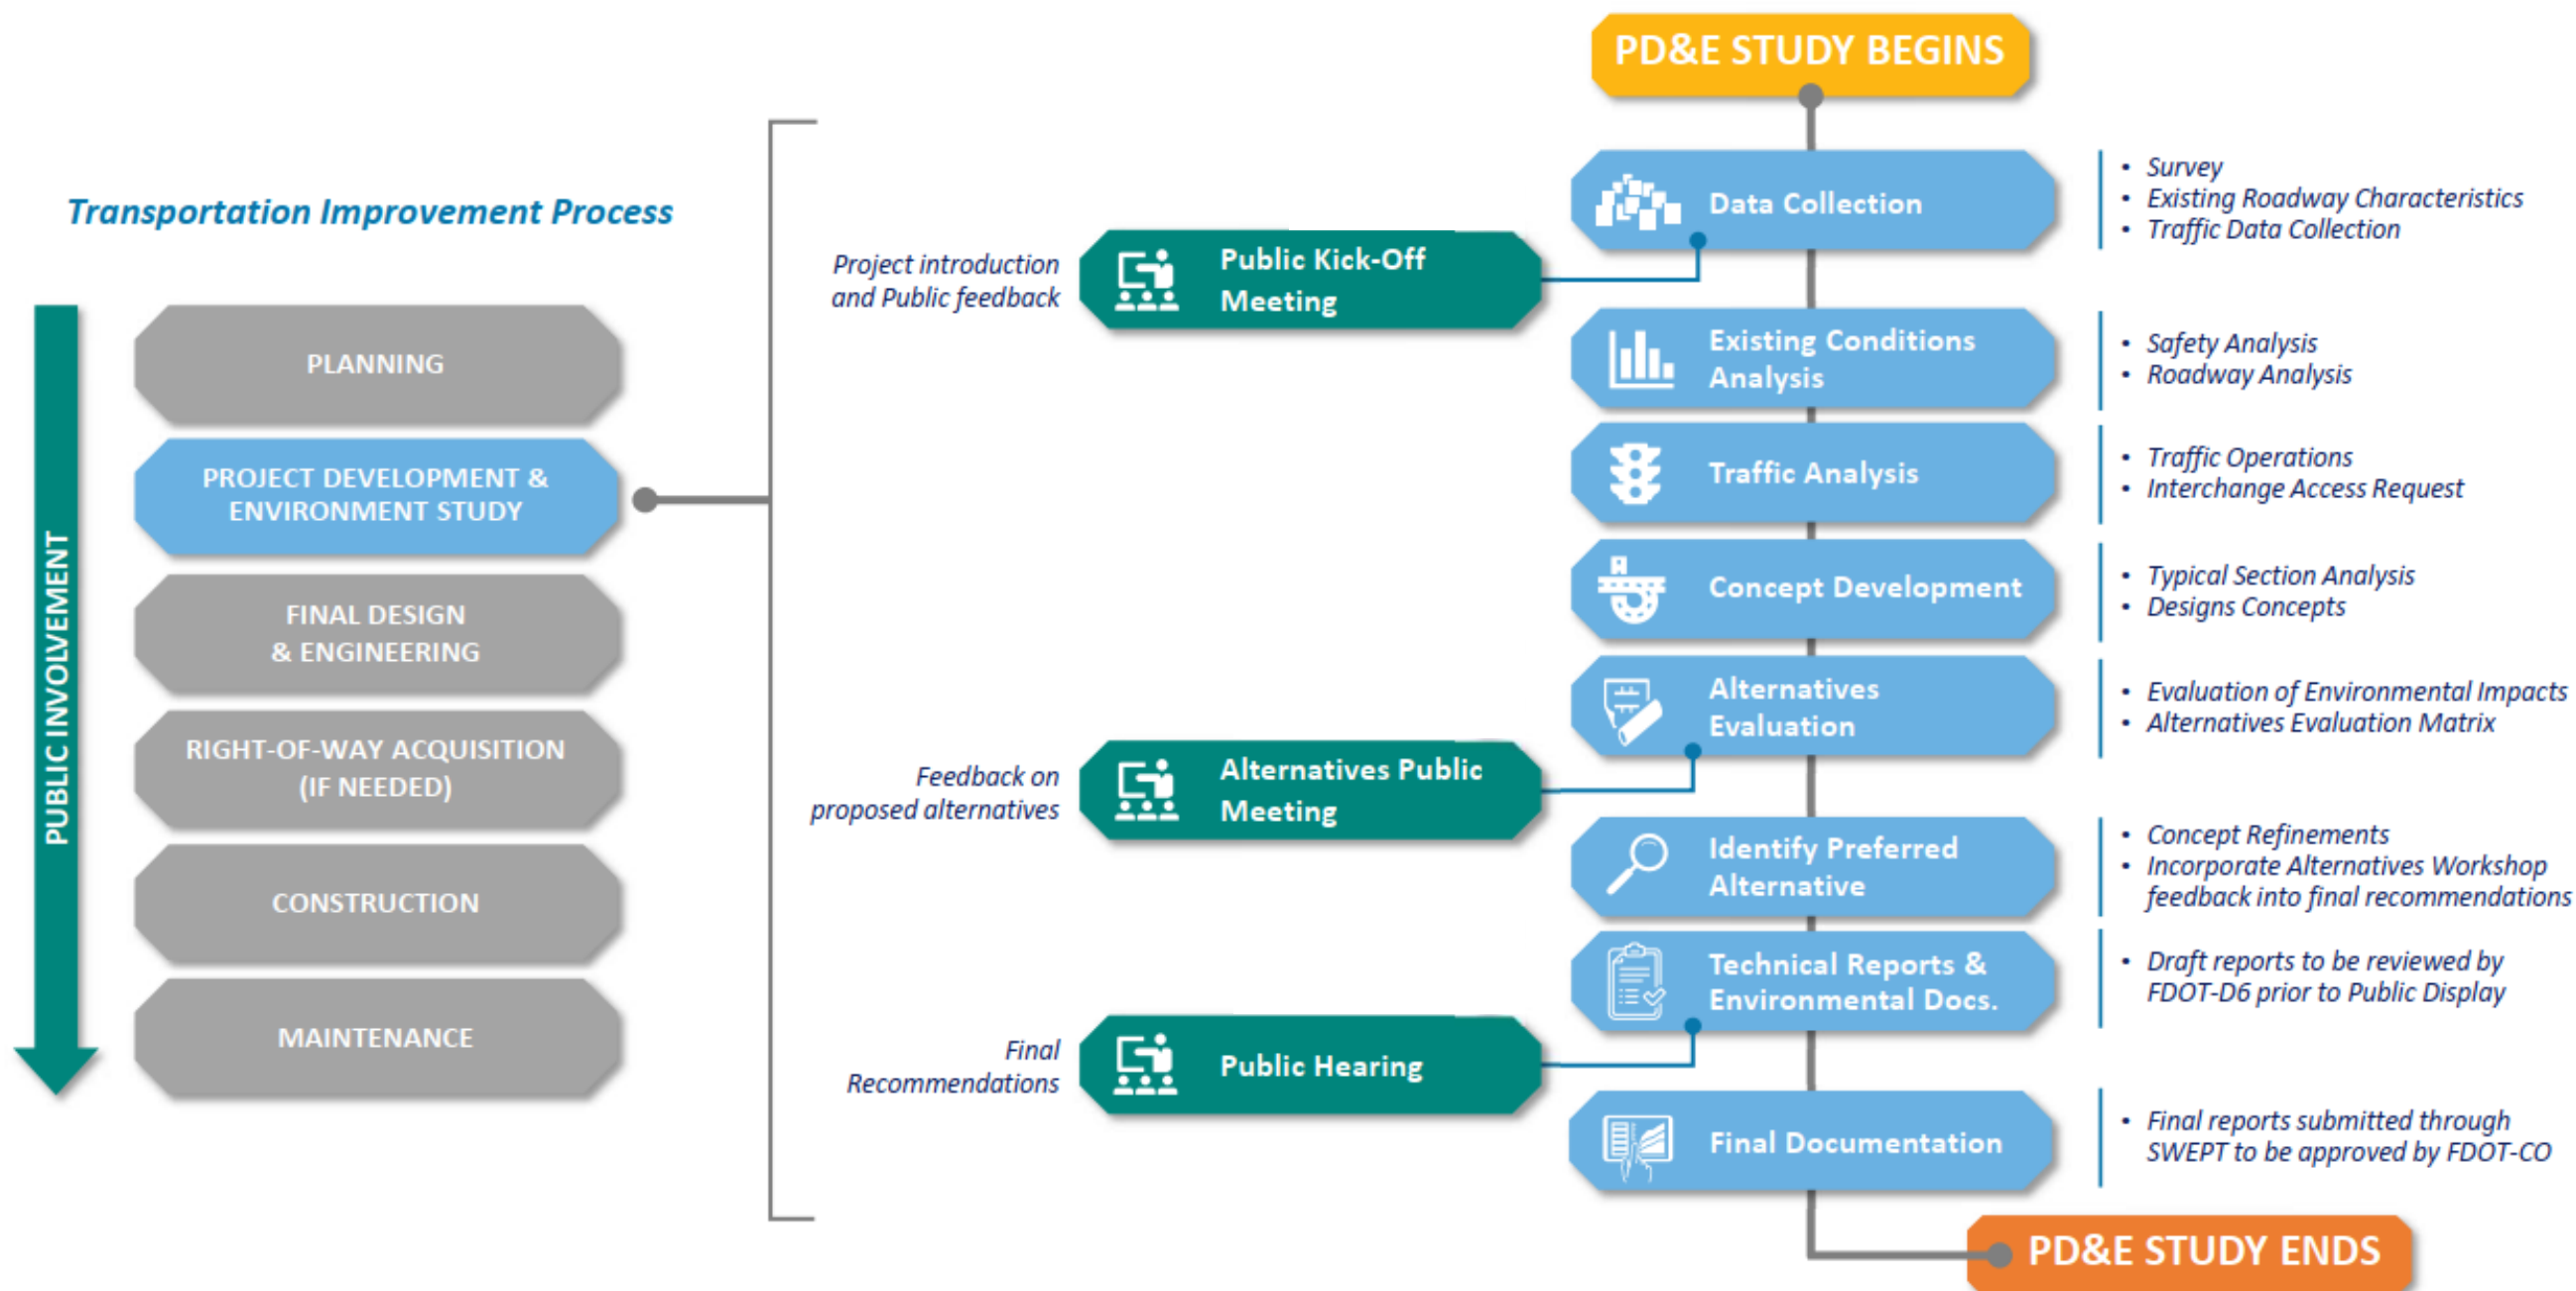 Transportation Improvement Process
PUBLIC INVOLVEMENT
PLANNING
PROJECT DEVELOPMENT &
ENVIRONMENT STUDY
FINAL DESIGN
& ENGINEERING
RIGHT-OF-WAY ACQUISITION
(IF NEEDED)
CONSTRUCTION
MAINTENANCE
Project introduction
and Public feedback
Public Kick-Off
Meeting
Feedback on
proposed alternatives
Alternatives Public
Meeting
Final
Recommendations
Public Hearing
PD&E STUDY BEGINS
Data Collection
• Survey
• Existing Roadway Characteristics
• Traffic Data Collection
Existing Conditions
Analysis
• Safety Analysis
• Roadway Analysis
Traffic Analysis
• Traffic Operations
• Interchange Access Request
Concept Development
• Typical Section Analysis
• Designs Concepts
Alternatives
Evaluation
• Evaluation of Environmental Impacts
• Alternatives Evaluation Matrix
Identify Preferred
Alternative
• Concept Refinements
• Incorporate Alternatives Workshop
feedback into final recommendations
Technical Reports &
Environmental Docs.
• Draft reports to be reviewed by
FDOT-D6 prior to Public Display
Final Documentation
• Final reports submitted through
SWEPT to be approved by FDOT-CO
PD&E STUDY ENDS